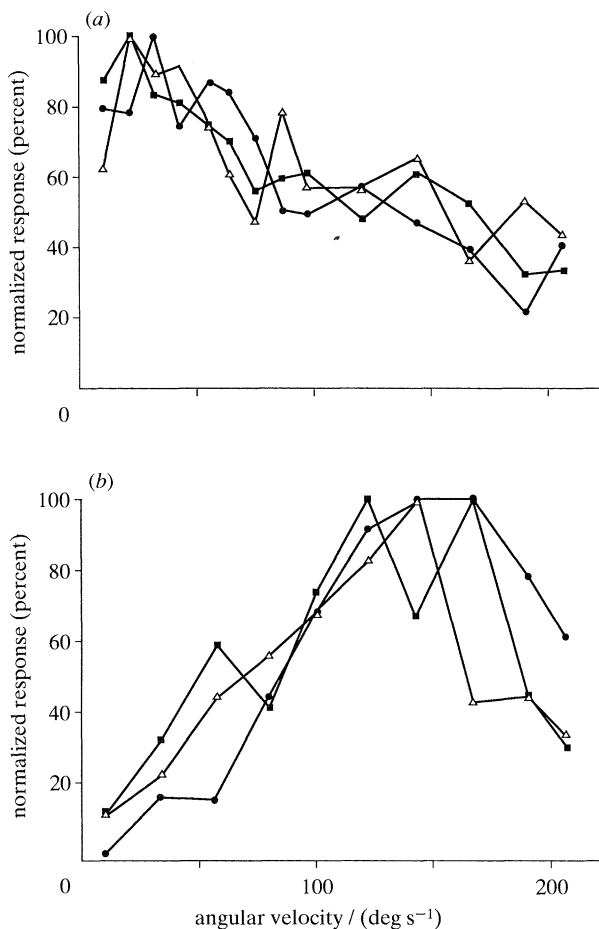 (a)
100
80
60
40
20
0
normalized response (percent)
(b)
100
80
60
40
20
0
normalized response (percent)
100
200
angular velocity / (deg s⁻¹)